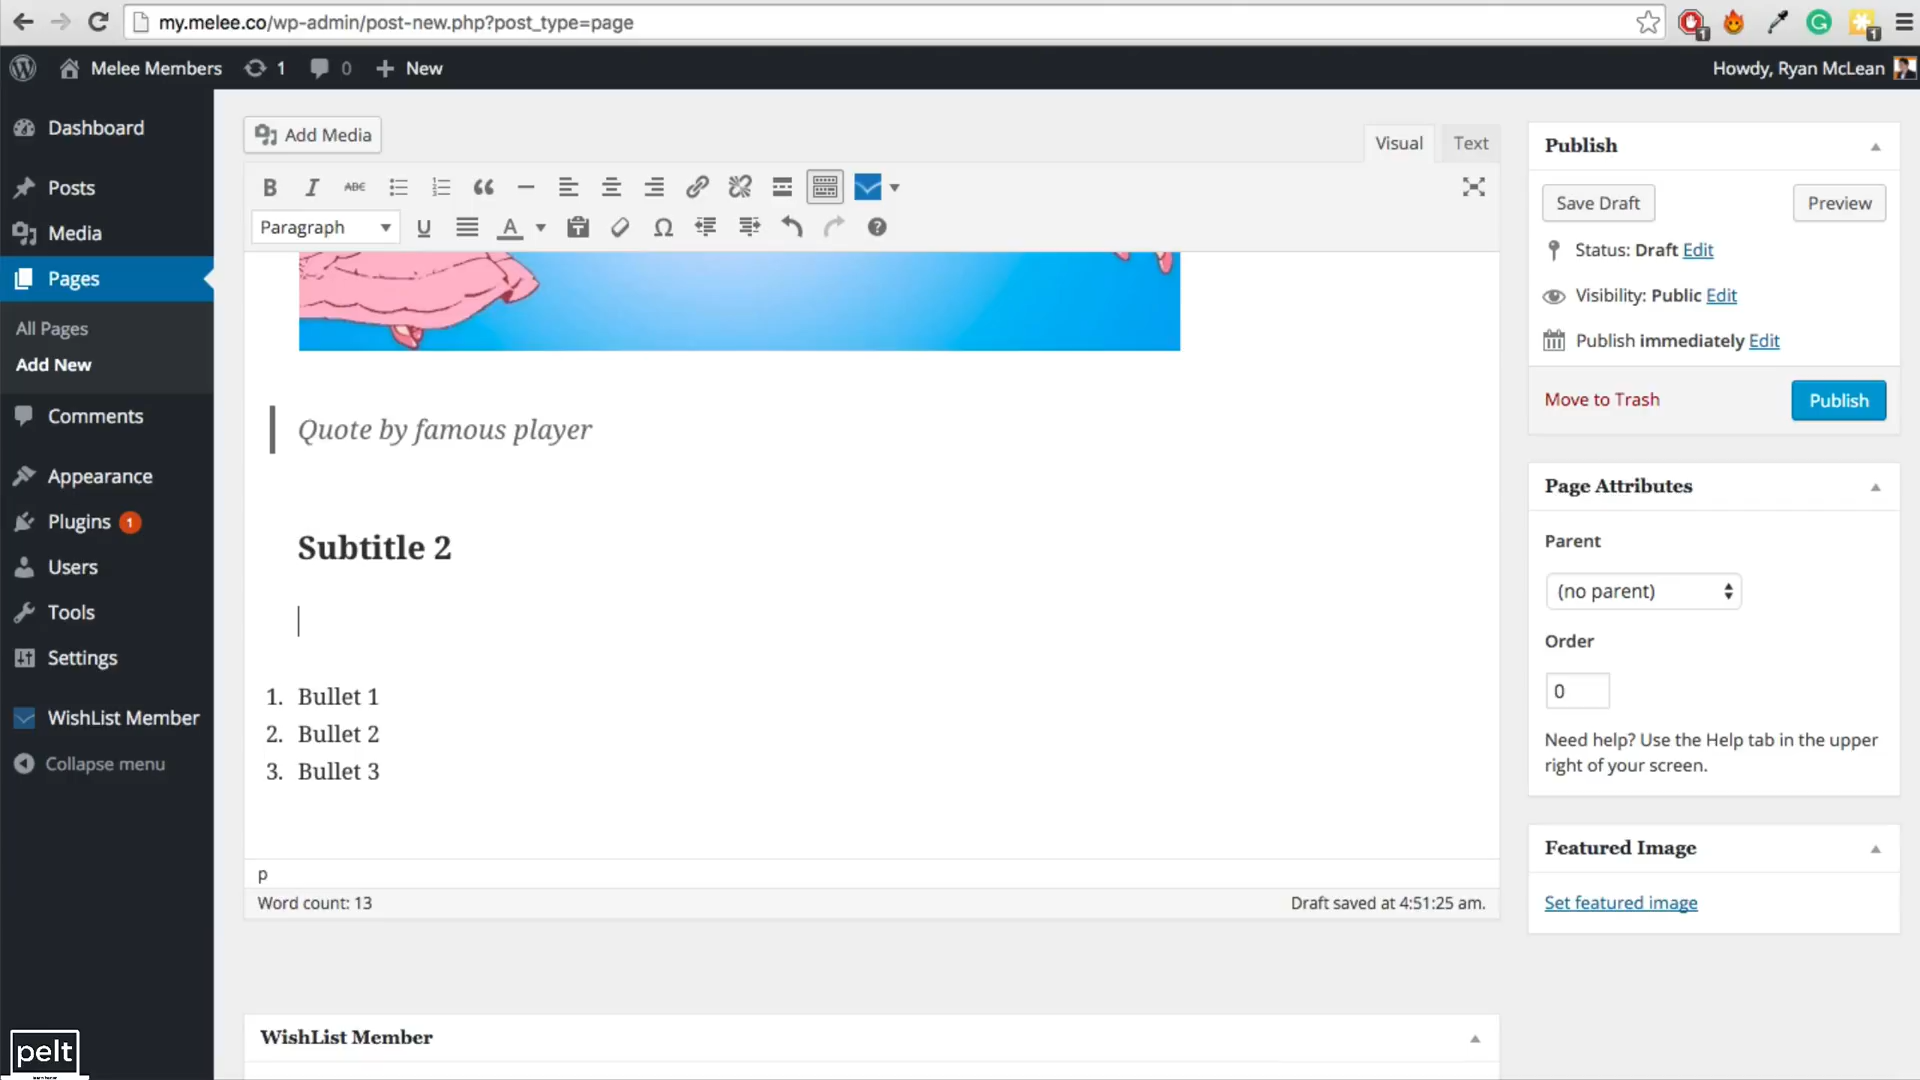 my.melee.co/wp-admin/post-new.php?post_type=page
1
1
Melee Members
1
0
New
Howdy, Ryan McLean
Dashboard
Posts
Media
Pages
All Pages
Add New
Comments
Appearance
Plugins 1
Users
Tools
Settings
WishList Member
Collapse menu
Add Media
Visual
Text
B I ABC
Paragraph
U
A
Quote by famous player
Subtitle 2
1. Bullet 1
2. Bullet 2
3. Bullet 3
p
Word count: 13
Draft saved at 4:51:25 am.
WishList Member
Publish
Save Draft
Preview
Status: Draft Edit
Visibility: Public Edit
Publish immediately Edit
Move to Trash
Publish
Page Attributes
Parent
(no parent)
Order
0
Need help? Use the Help tab in the upper
right of your screen.
Featured Image
Set featured image
pelt